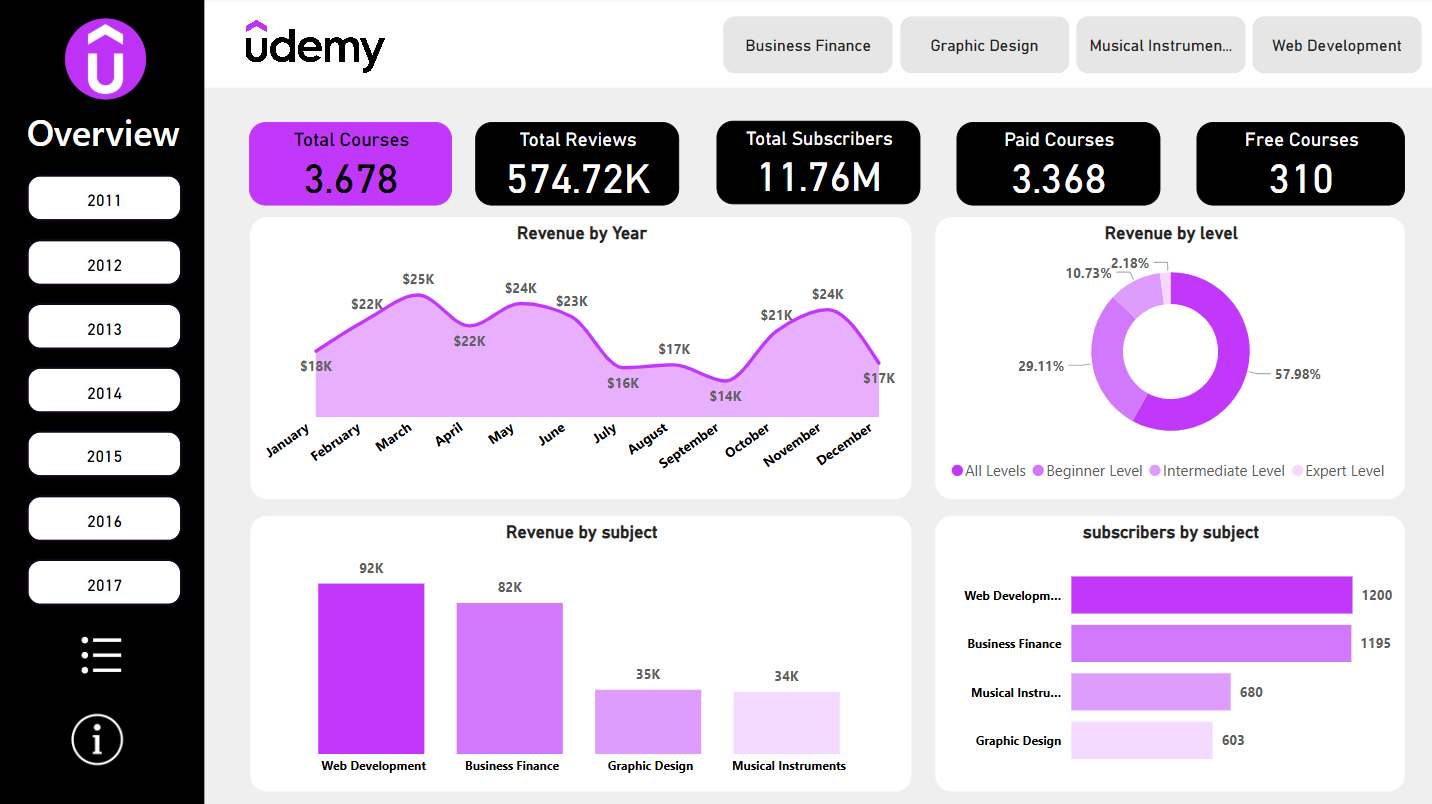 Overview
2011
2012
2013
2014
2015
2016
2017
udemy
Business Finance
Graphic Design
Musical Instrumen...
Web Development
Total Courses
3.678
Total Reviews
574.72K
Total Subscribers
11.76M
Paid Courses
3.368
Free Courses
310
Revenue by Year
$18K
$22K
$25K
$22K
$24K
$23K
$16K
$17K
$14K
$21K
$24K
$17K
January
February
March
April
May
June
July
August
September
October
November
December
Revenue by level
2.18%
10.73%
29.11%
57.98%
All Levels
Beginner Level
Intermediate Level
Expert Level
Revenue by subject
92K
82K
35K
34K
Web Development
Business Finance
Graphic Design
Musical Instruments
subscribers by subject
Web Developm...
1200
Business Finance
1195
Musical Instru...
680
Graphic Design
603